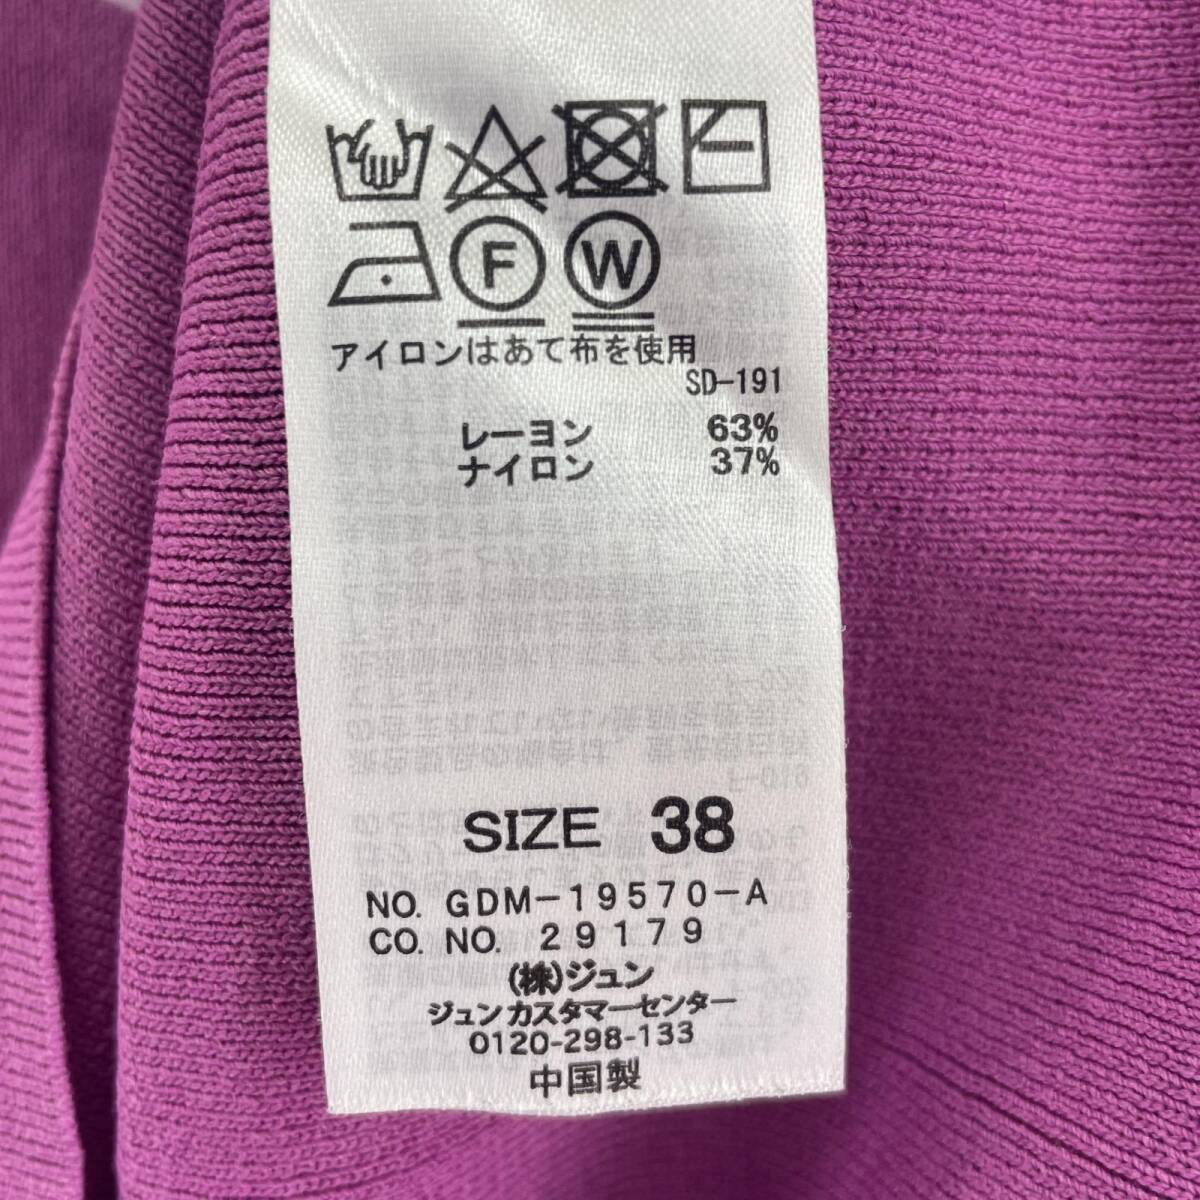 F W
アイロンはあて布を使用
SD-191
レーヨン 63%
ナイロン 37%
SIZE 38
NO. GDM-19570-A
CO. NO. 29179
(株)ジュン
ジュンカスタマーセンター
0120-298-133
中国製